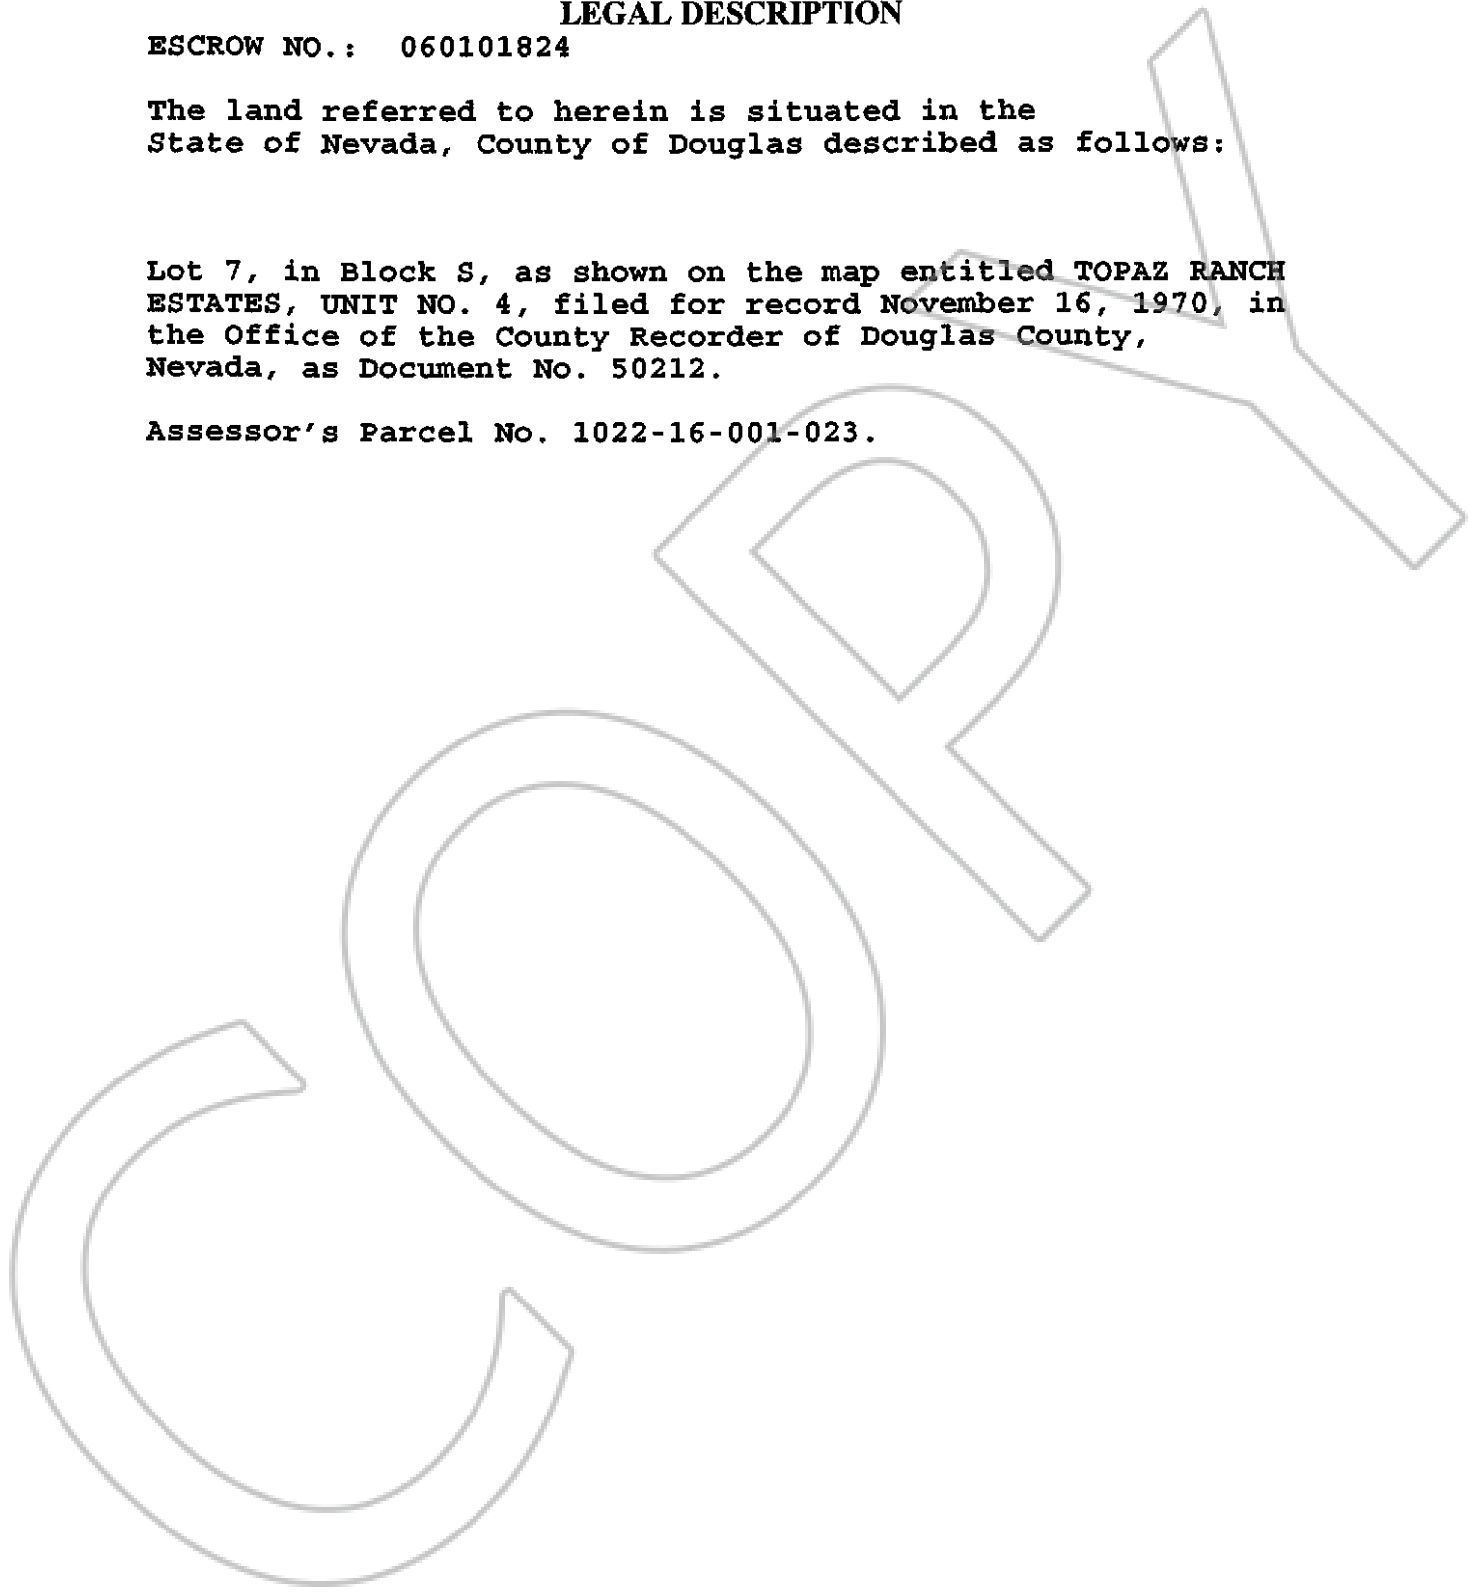 LEGAL DESCRIPTION
ESCROW NO.: 060101824
The land referred to herein is situated in the
State of Nevada, County of Douglas described as follows:
Lot 7, in Block S, as shown on the map entitled TOPAZ RANCH
ESTATES, UNIT NO. 4, filed for record November 16, 1970, in
the Office of the County Recorder of Douglas County,
Nevada, as Document No. 50212.
Assessor's Parcel No. 1022-16-001-023.
COPY